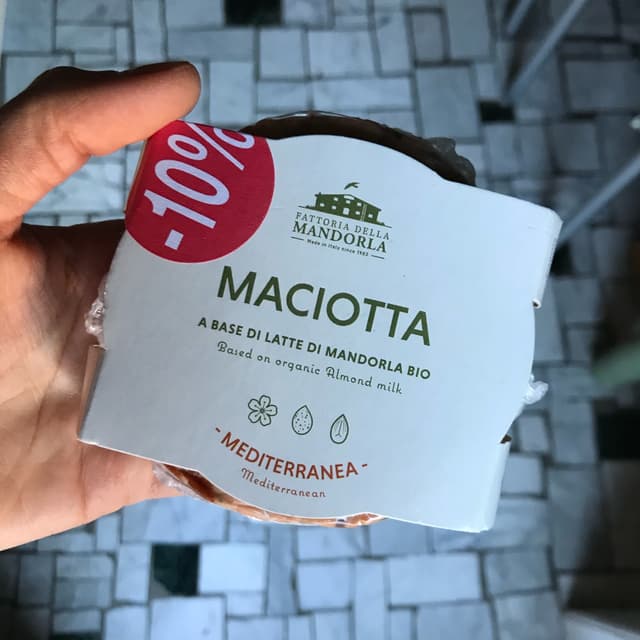 -10%
FATTORIA DELLA
MANDORLA
Made in Italy since 1982
MACIOTTA
A BASE DI LATTE DI MANDORLA BIO
Based on organic Almond milk
- MEDITERRANEA -
Mediterranean